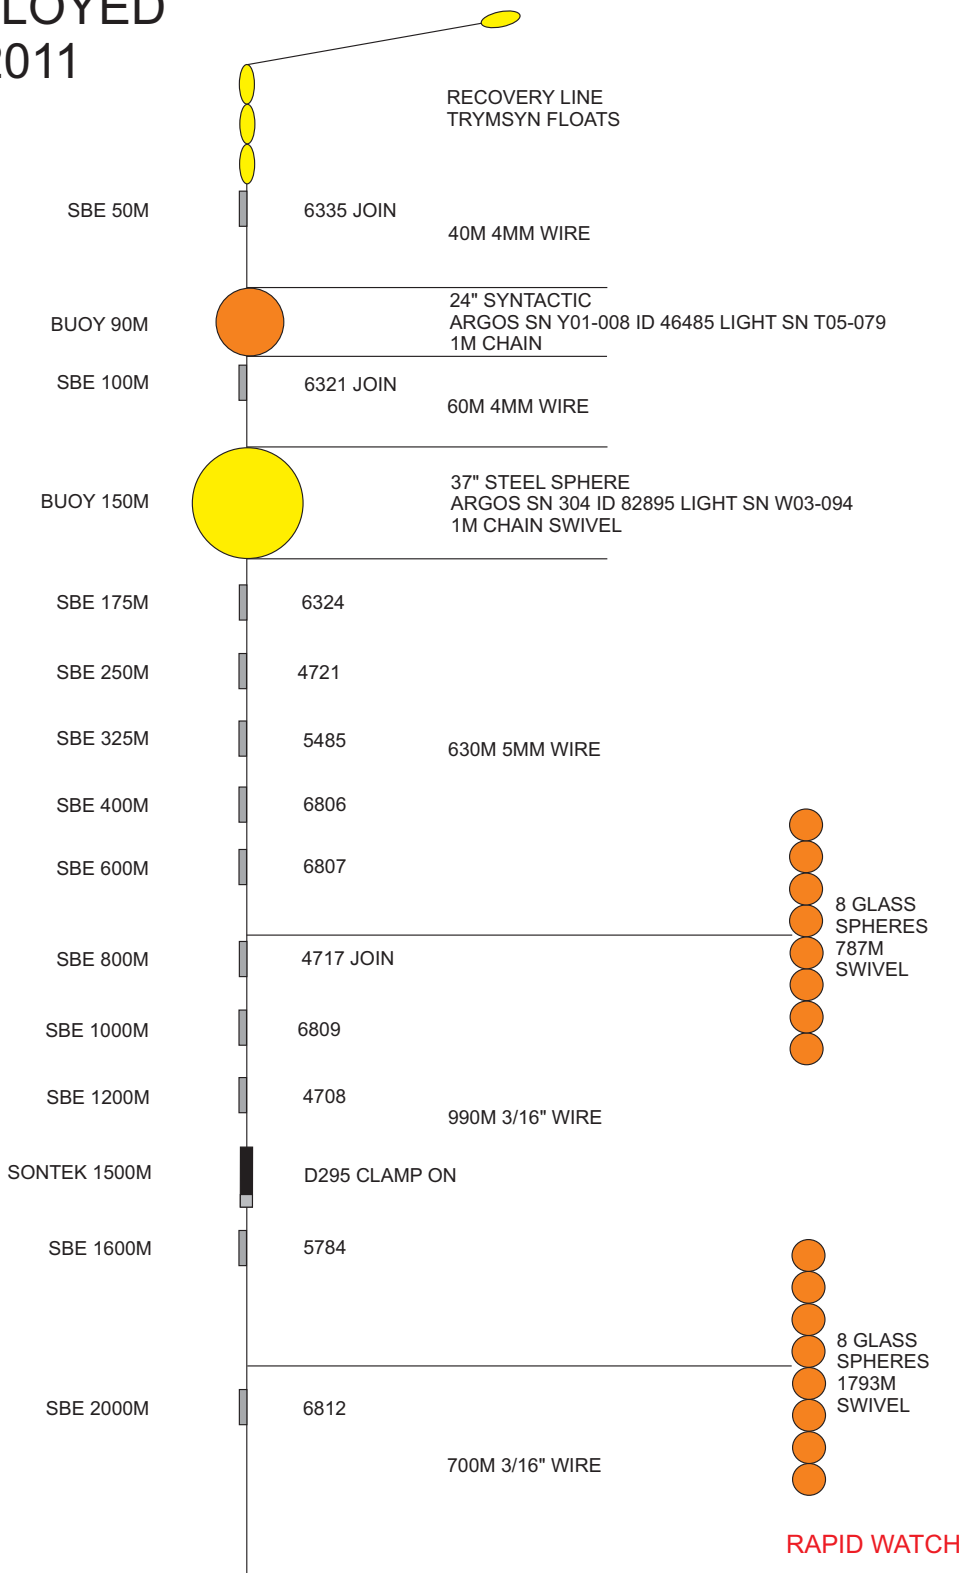 LOYED
2011
RECOVERY LINE
TRYMSYN FLOATS
SBE 50M
6335 JOIN
40M 4MM WIRE
BUOY 90M
24" SYNTACTIC
ARGOS SN Y01-008 ID 46485 LIGHT SN T05-079
1M CHAIN
SBE 100M
6321 JOIN
60M 4MM WIRE
BUOY 150M
37" STEEL SPHERE
ARGOS SN 304 ID 82895 LIGHT SN W03-094
1M CHAIN SWIVEL
SBE 175M
6324
SBE 250M
4721
SBE 325M
5485
630M 5MM WIRE
SBE 400M
6806
SBE 600M
6807
8 GLASS
SPHERES
787M
SWIVEL
SBE 800M
4717 JOIN
SBE 1000M
6809
SBE 1200M
4708
990M 3/16" WIRE
SONTEK 1500M
D295 CLAMP ON
SBE 1600M
5784
8 GLASS
SPHERES
1793M
SWIVEL
SBE 2000M
6812
700M 3/16" WIRE
RAPID WATCH